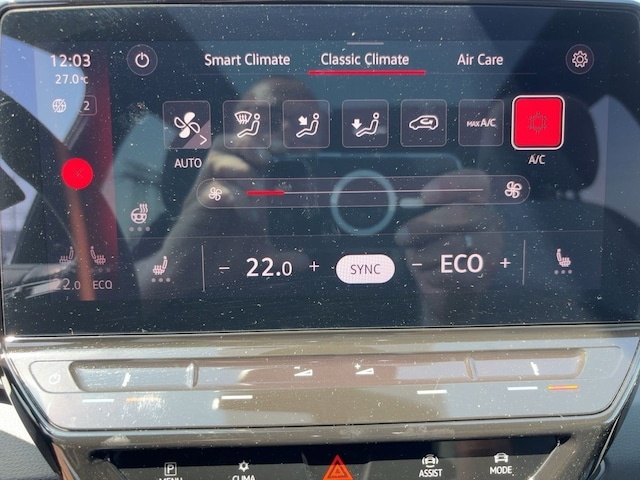 12:03
27.0°C
2
Smart Climate
Classic Climate
Air Care
MAX A/C
AUTO
A/C
22.0
ECO
− 22.0 +
SYNC
− ECO +
P
MENU
CLIMA
ASSIST
MODE